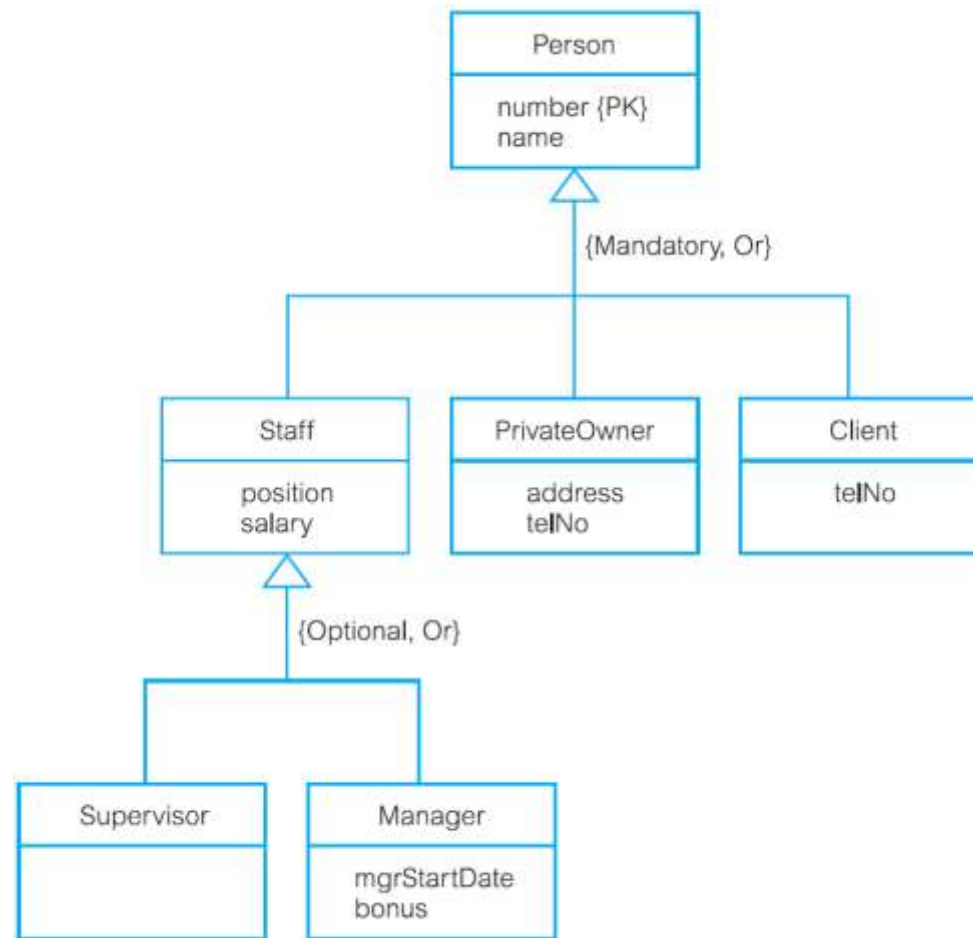 Person
number {PK}
name
{Mandatory, Or}
Staff
position
salary
PrivateOwner
address
telNo
Client
telNo
{Optional, Or}
Supervisor
Manager
mgrStartDate
bonus